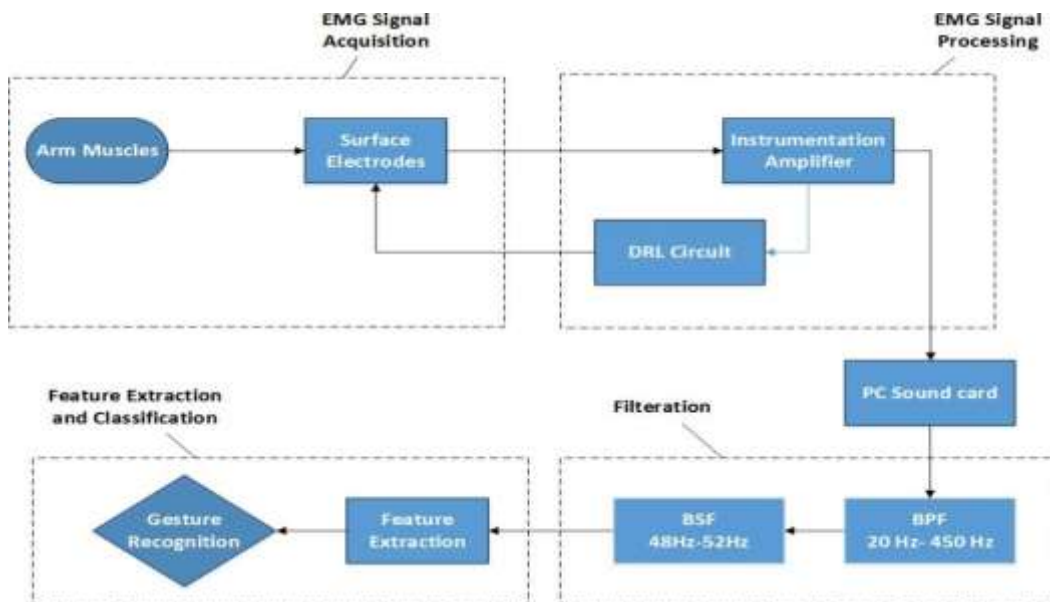 EMG Signal
Acquisition
EMG Signal
Processing
Arm Muscles
Surface
Electrodes
Instrumentation
Amplifier
DRL Circuit
PC Sound card
Feature Extraction
and Classification
Filteration
Gesture
Recognition
Feature
Extraction
BSF
48Hz-52Hz
BPF
20 Hz- 450 Hz